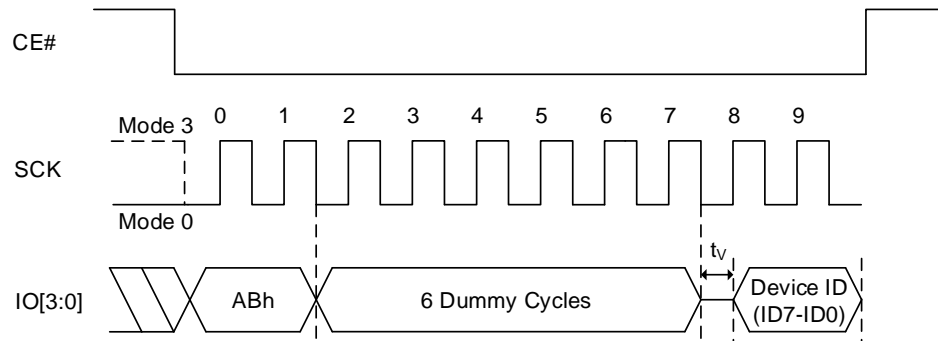 CE#
0 1 2 3 4 5 6 7 8 9
Mode 3
SCK
Mode 0
tV
IO[3:0]
ABh
6 Dummy Cycles
Device ID
(ID7-ID0)